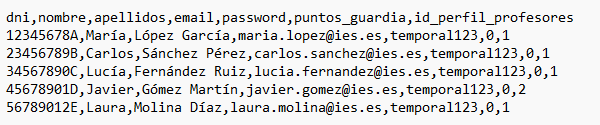 dni,nombre,apellidos,email,password,puntos_guardia,id_perfil_profesores
12345678A,María,López García,maria.lopez@ies.es,temporal123,0,1
23456789B,Carlos,Sánchez Pérez,carlos.sanchez@ies.es,temporal123,0,1
34567890C,Lucía,Fernández Ruiz,lucia.fernandez@ies.es,temporal123,0,1
45678901D,Javier,Gómez Martín,javier.gomez@ies.es,temporal123,0,2
56789012E,Laura,Molina Díaz,laura.molina@ies.es,temporal123,0,1